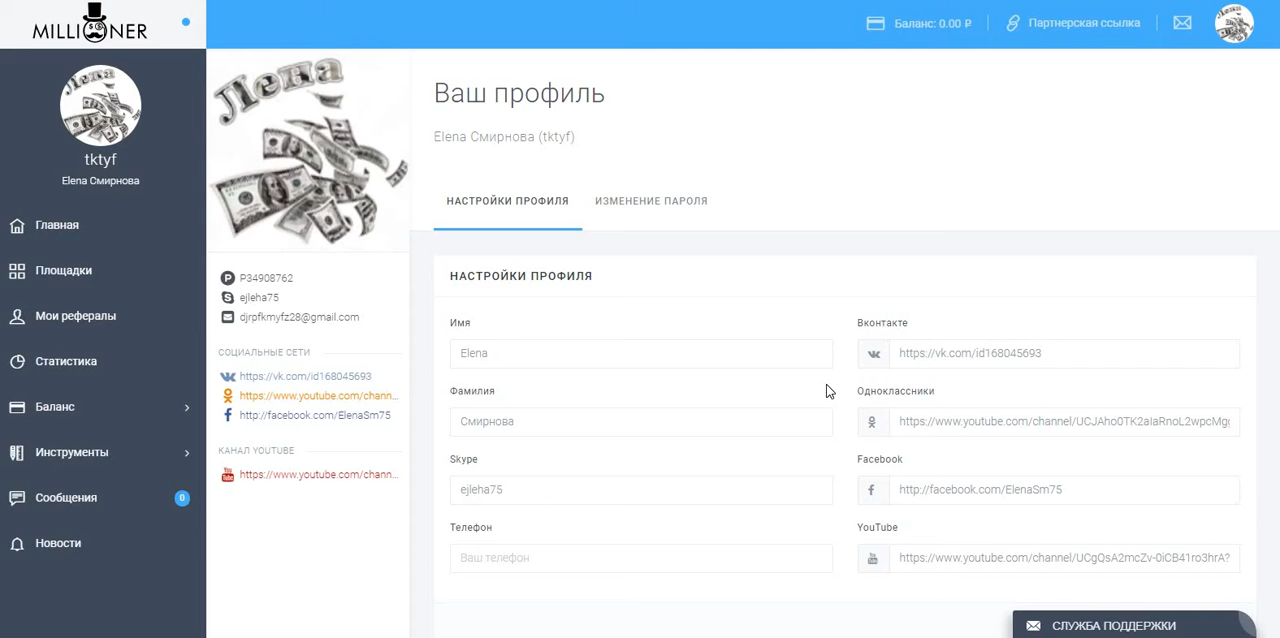 MILLIONER
Баланс: 0.00 ₽
Партнерская ссылка
Лена
tktyf
Elena Смирнова
Главная
Площадки
Мои рефералы
Статистика
Баланс
Инструменты
Сообщения
0
Новости
Лена
P34908762
ejleha75
djrpfkmyfz28@gmail.com
СОЦИАЛЬНЫЕ СЕТИ
https://vk.com/id168045693
https://www.youtube.com/chann...
http://facebook.com/ElenaSm75
КАНАЛ YOUTUBE
https://www.youtube.com/chann...
Ваш профиль
Elena Смирнова (tktyf)
НАСТРОЙКИ ПРОФИЛЯ
ИЗМЕНЕНИЕ ПАРОЛЯ
НАСТРОЙКИ ПРОФИЛЯ
Имя
Elena
Фамилия
Смирнова
Skype
ejleha75
Телефон
Ваш телефон
Вконтакте
https://vk.com/id168045693
Одноклассники
https://www.youtube.com/channel/UCJAho0TK2aIaRnoL2wpcMg
Facebook
http://facebook.com/ElenaSm75
YouTube
https://www.youtube.com/channel/UCgQsA2mcZv-0iCB41ro3hrA?
СЛУЖБА ПОДДЕРЖКИ